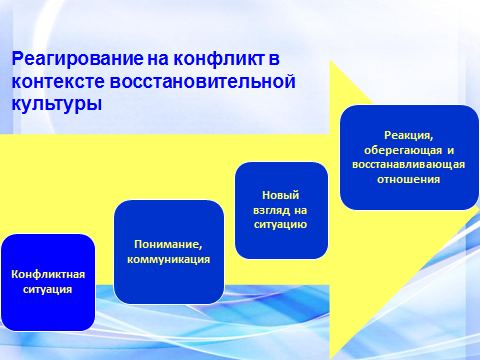 Реагирование на конфликт в
контексте восстановительной
культуры
Конфликтная
ситуация
Понимание,
коммуникация
Новый
взгляд на
ситуацию
Реакция,
оберегающая и
восстанавливающая
отношения